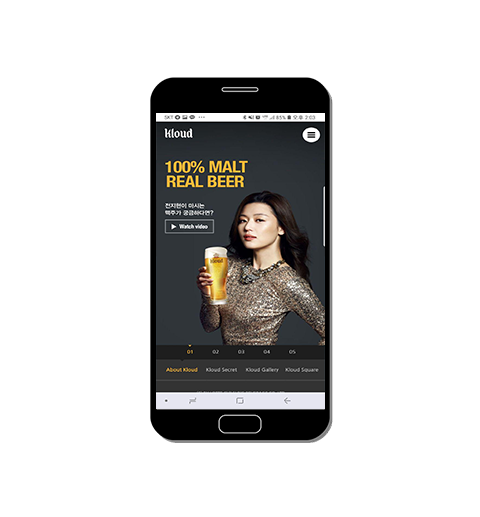 SKT
85% 오후 2:03
kloud
100% MALT
REAL BEER
전지현이 마시는
맥주가 궁금하다면?
Watch video
01 02 03 04 05
About Kloud Kloud Secret Kloud Gallery Kloud Square